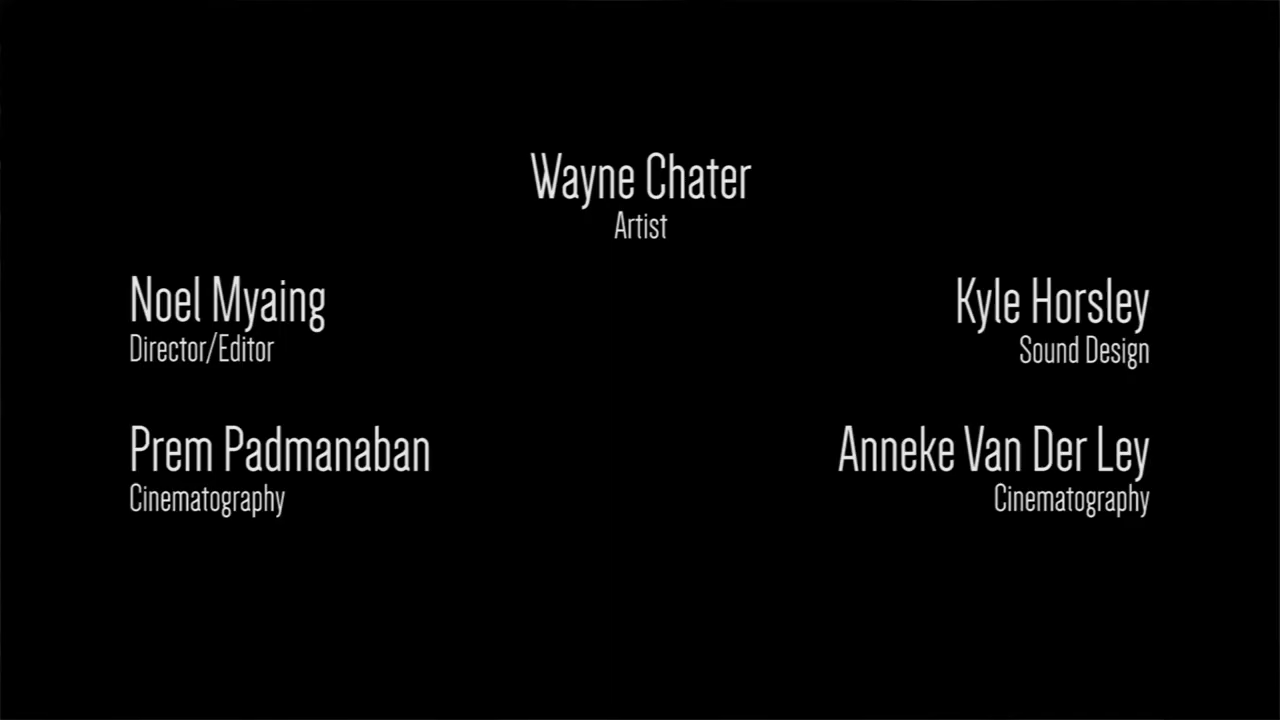 Wayne Chater
Artist
Noel Myaing
Director/Editor
Kyle Horsley
Sound Design
Prem Padmanaban
Cinematography
Anneke Van Der Ley
Cinematography